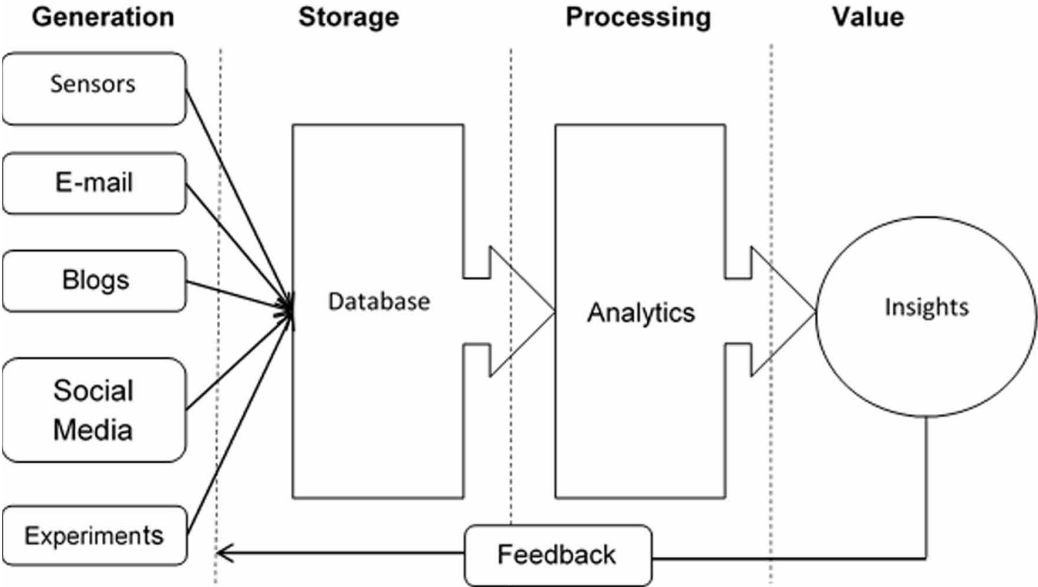 Generation
Storage
Processing
Value
Sensors
E-mail
Blogs
Social
Media
Experiments
Database
Analytics
Insights
Feedback